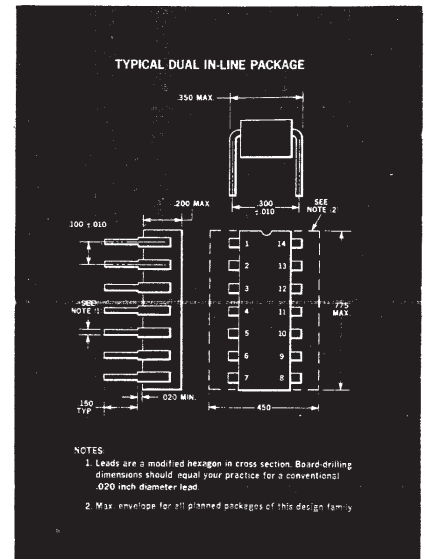 TYPICAL DUAL IN-LINE PACKAGE
.350 MAX
.300
±.010
SEE
NOTE 2
.200 MAX
.100 ±.010
1 14
2 13
3 12
4 11
5 10
6 9
7 8
.775
MAX.
SEE
NOTE 1
.150
TYP
.020 MIN.
.450
NOTES:
1. Leads are a modified hexagon in cross section. Board-drilling
dimensions should equal your practice for a conventional
.020 inch diameter lead.
2. Max. envelope for all planned packages of this design family